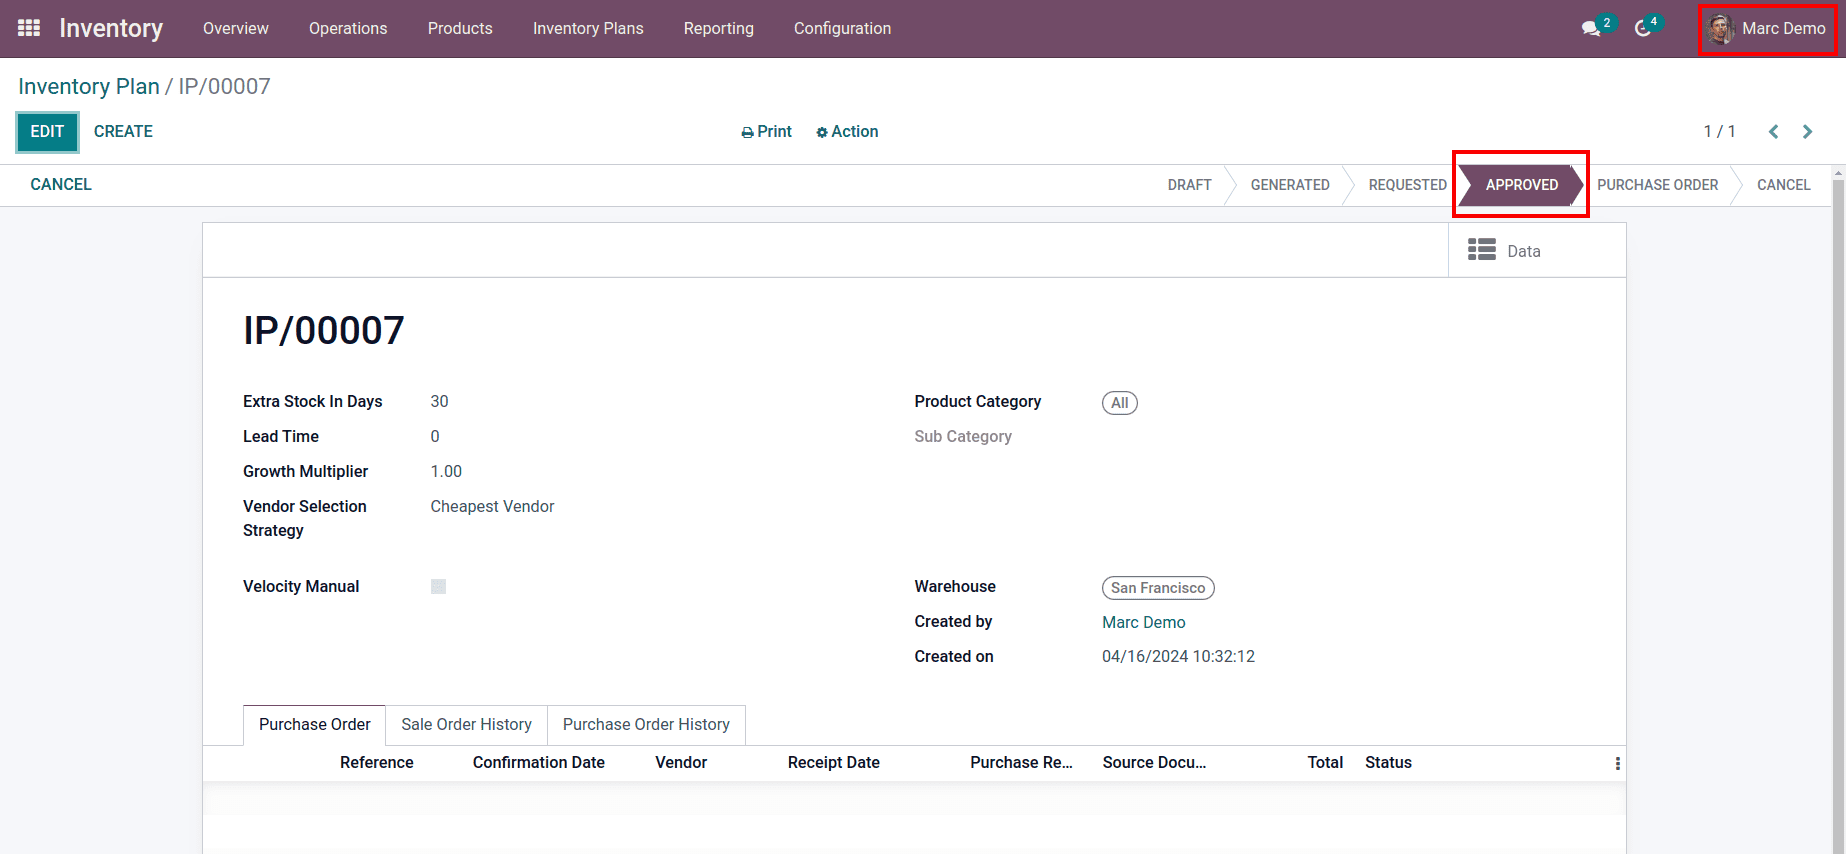 Inventory Overview Operations Products Inventory Plans Reporting Configuration 2 4 Marc Demo
Inventory Plan / IP/00007
EDIT CREATE Print Action 1 / 1
CANCEL DRAFT GENERATED REQUESTED APPROVED PURCHASE ORDER CANCEL
Data
IP/00007
Extra Stock In Days 30 Product Category All
Lead Time 0 Sub Category
Growth Multiplier 1.00
Vendor Selection Cheapest Vendor
Strategy
Velocity Manual Warehouse San Francisco
Created by Marc Demo
Created on 04/16/2024 10:32:12
Purchase Order Sale Order History Purchase Order History
Reference Confirmation Date Vendor Receipt Date Purchase Re... Source Docu... Total Status